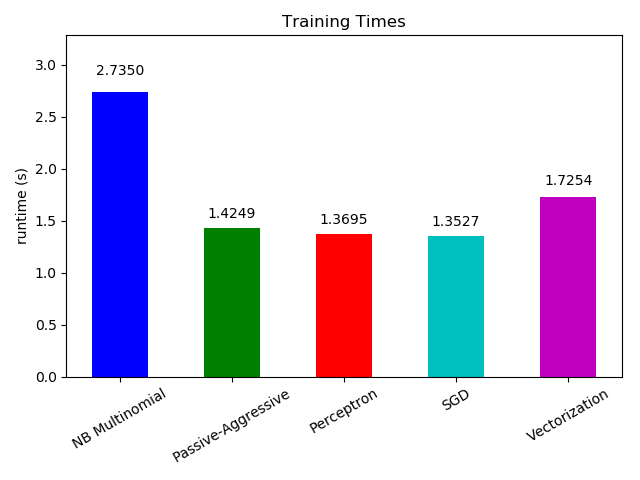 Training Times
runtime (s)
3.0
2.5
2.0
1.5
1.0
0.5
0.0
2.7350
1.4249
1.3695
1.3527
1.7254
NB Multinomial
Passive-Aggressive
Perceptron
SGD
Vectorization